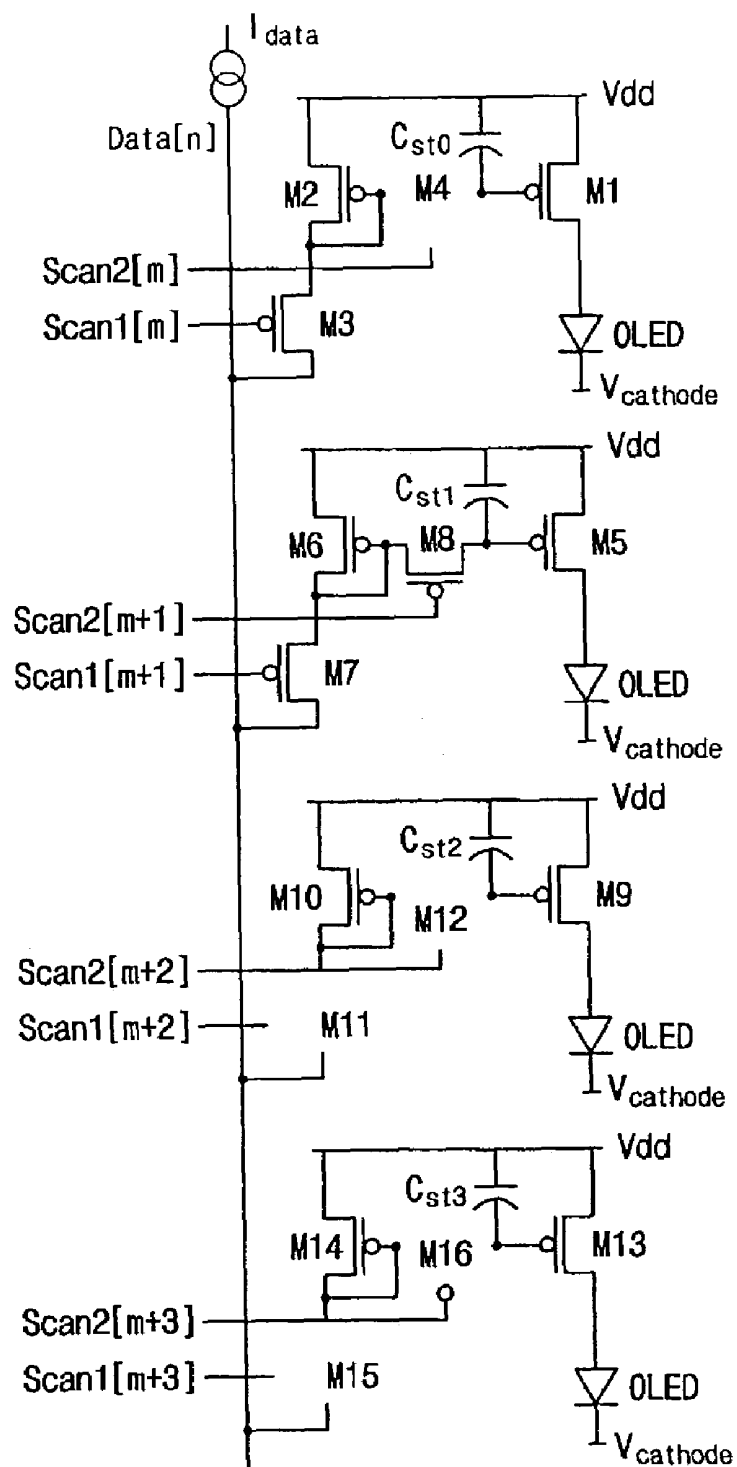 I data
Data[n]
Vdd
Cst0
M2
M4
M1
Scan2[m]
Scan1[m]
M3
OLED
Vcathode
Vdd
Cst1
M6
M8
M5
Scan2[m+1]
Scan1[m+1]
M7
OLED
Vcathode
Vdd
Cst2
M10
M12
M9
Scan2[m+2]
Scan1[m+2]
M11
OLED
Vcathode
Vdd
Cst3
M14
M16
M13
Scan2[m+3]
Scan1[m+3]
M15
OLED
Vcathode